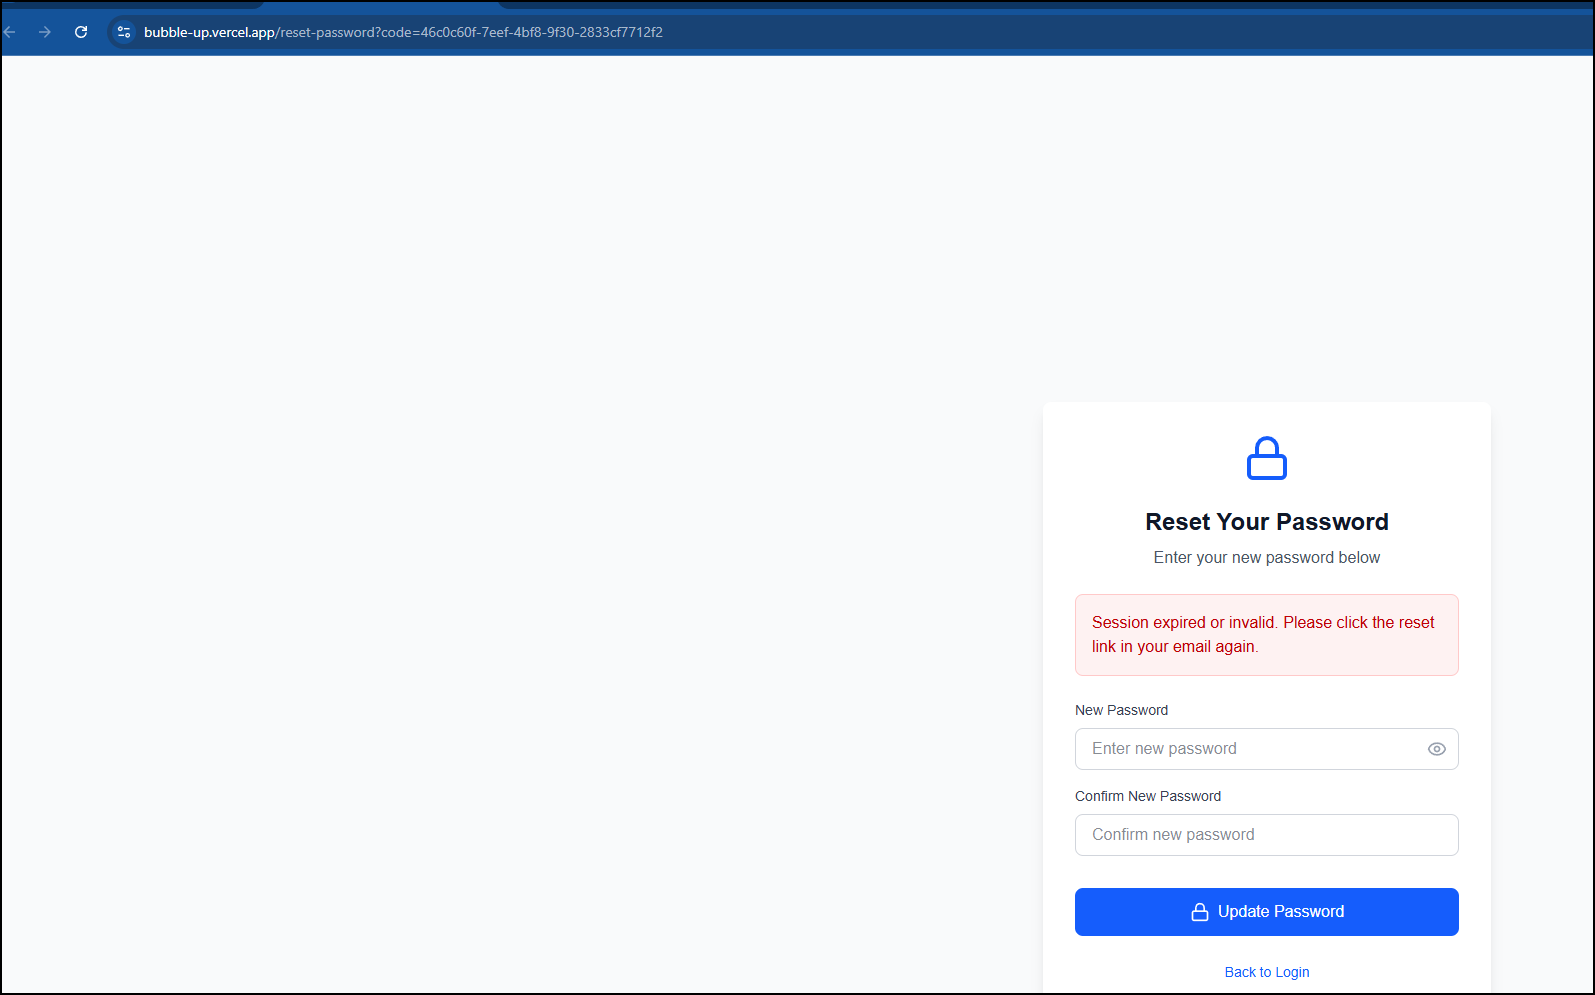 bubble-up.vercel.app/reset-password?code=46c0c60f-7eef-4bf8-9f30-2833cf7712f2
Reset Your Password
Enter your new password below
Session expired or invalid. Please click the reset
link in your email again.
New Password
Enter new password
Confirm New Password
Confirm new password
Update Password
Back to Login